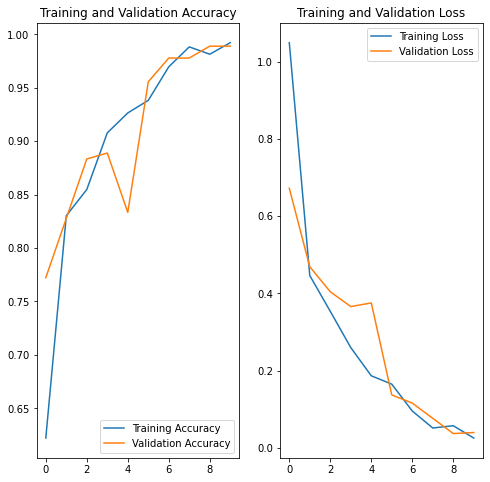 Training and Validation Accuracy
1.00
0.95
0.90
0.85
0.80
0.75
0.70
0.65
0 2 4 6 8
Training Accuracy
Validation Accuracy
Training and Validation Loss
1.0
0.8
0.6
0.4
0.2
0.0
0 2 4 6 8
Training Loss
Validation Loss